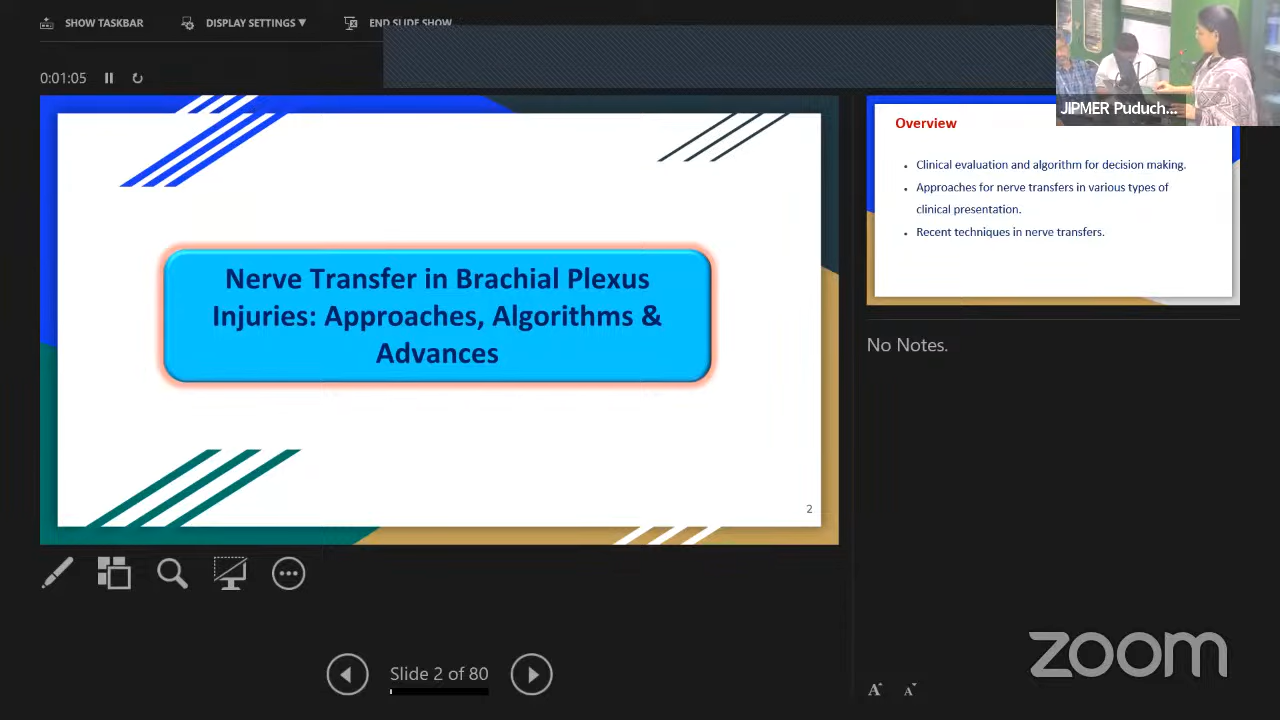 SHOW TASKBAR
DISPLAY SETTINGS ▼
END SLIDE SHOW
0:01:05
Nerve Transfer in Brachial Plexus
Injuries: Approaches, Algorithms &
Advances
2
Slide 2 of 80
JIPMER Puduch...
Overview
• Clinical evaluation and algorithm for decision making.
• Approaches for nerve transfers in various types of
clinical presentation.
• Recent techniques in nerve transfers.
No Notes.
A A
zoom